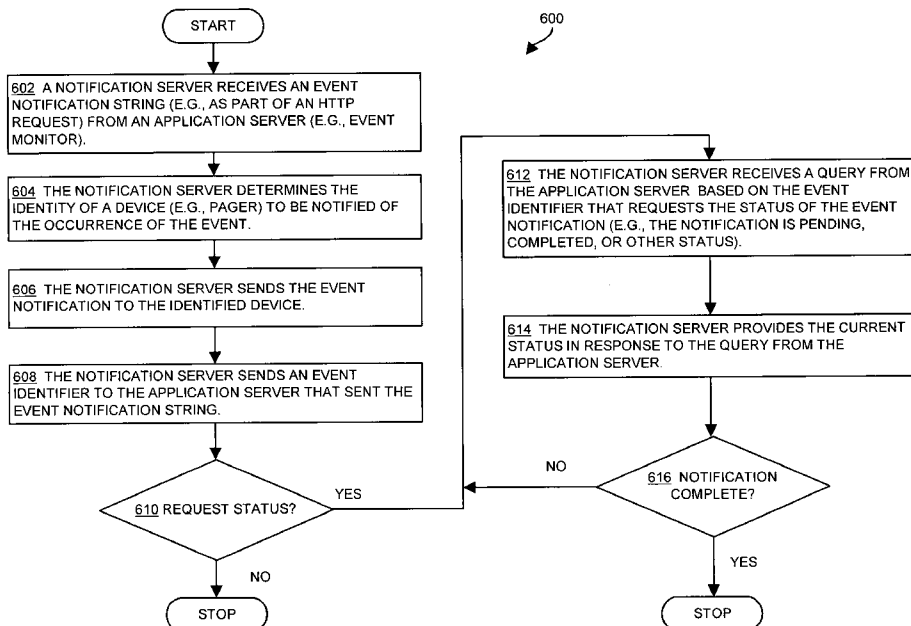 START
600
602 A NOTIFICATION SERVER RECEIVES AN EVENT
NOTIFICATION STRING (E.G., AS PART OF AN HTTP
REQUEST) FROM AN APPLICATION SERVER (E.G., EVENT
MONITOR).
604 THE NOTIFICATION SERVER DETERMINES THE
IDENTITY OF A DEVICE (E.G., PAGER) TO BE NOTIFIED OF
THE OCCURRENCE OF THE EVENT.
606 THE NOTIFICATION SERVER SENDS THE EVENT
NOTIFICATION TO THE IDENTIFIED DEVICE.
608 THE NOTIFICATION SERVER SENDS AN EVENT
IDENTIFIER TO THE APPLICATION SERVER THAT SENT THE
EVENT NOTIFICATION STRING.
610 REQUEST STATUS?
YES
NO
STOP
612 THE NOTIFICATION SERVER RECEIVES A QUERY FROM
THE APPLICATION SERVER BASED ON THE EVENT
IDENTIFIER THAT REQUESTS THE STATUS OF THE EVENT
NOTIFICATION (E.G., THE NOTIFICATION IS PENDING,
COMPLETED, OR OTHER STATUS).
614 THE NOTIFICATION SERVER PROVIDES THE CURRENT
STATUS IN RESPONSE TO THE QUERY FROM THE
APPLICATION SERVER.
NO
616 NOTIFICATION
COMPLETE?
YES
STOP